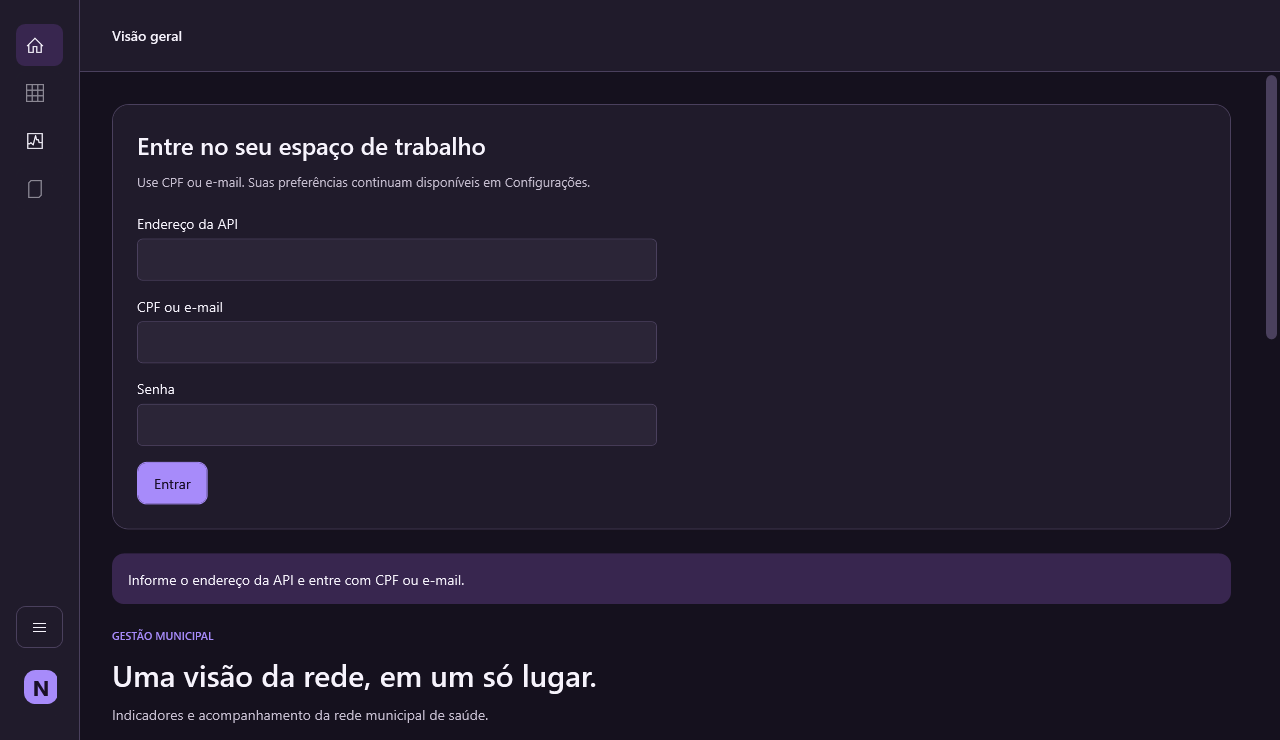 Visão geral
Entre no seu espaço de trabalho
Use CPF ou e-mail. Suas preferências continuam disponíveis em Configurações.
Endereço da API
CPF ou e-mail
Senha
Entrar
Informe o endereço da API e entre com CPF ou e-mail.
GESTÃO MUNICIPAL
Uma visão da rede, em um só lugar.
Indicadores e acompanhamento da rede municipal de saúde.
N